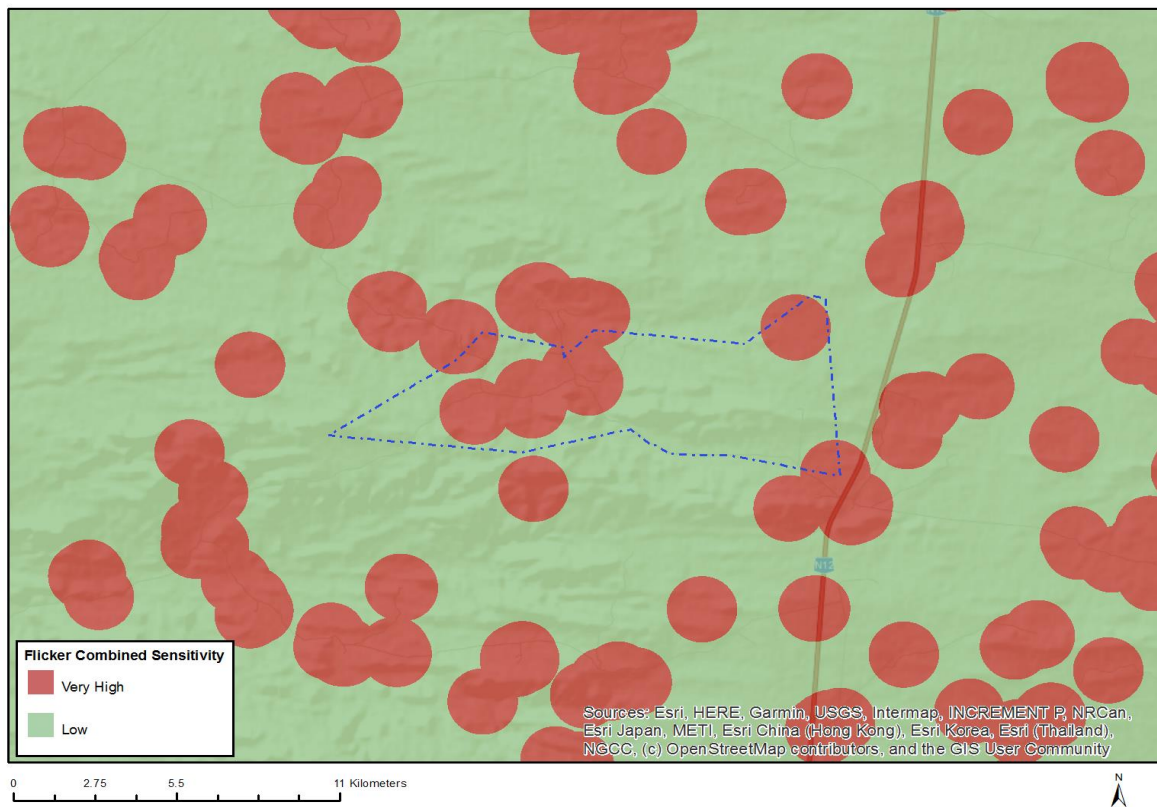 Flicker Combined Sensitivity
Very High
Low
Sources: Esri, HERE, Garmin, USGS, Intermap, INCREMENT P, NRCan,
Esri Japan, METI, Esri China (Hong Kong), Esri Korea, Esri (Thailand),
NGCC, (c) OpenStreetMap contributors, and the GIS User Community
0 2.75 5.5 11 Kilometers
N